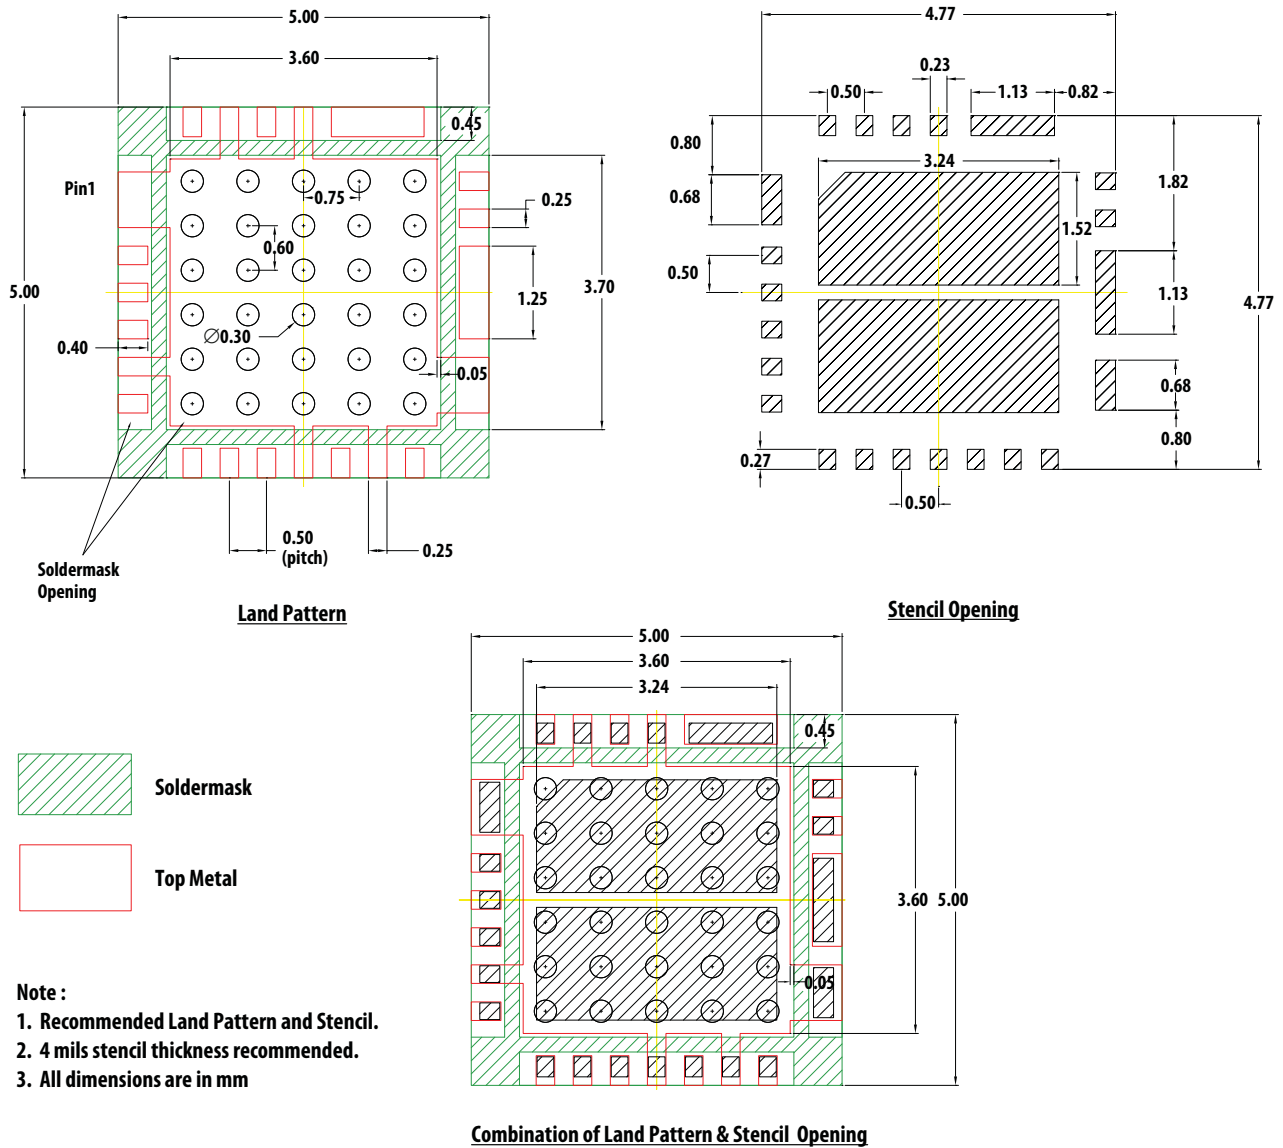 5.00
3.60
0.45
Pin1
0.75
0.25
0.60
5.00
1.25
3.70
Ø0.30
0.40
0.05
0.50
(pitch)
0.25
Soldermask
Opening
Land Pattern
4.77
0.23
0.50
1.13
0.82
0.80
3.24
0.68
1.82
1.52
0.50
1.13
4.77
0.68
0.80
0.27
0.50
Stencil Opening
5.00
3.60
3.24
0.45
3.60
5.00
0.05
Soldermask
Top Metal
Note :
1. Recommended Land Pattern and Stencil.
2. 4 mils stencil thickness recommended.
3. All dimensions are in mm
Combination of Land Pattern & Stencil Opening